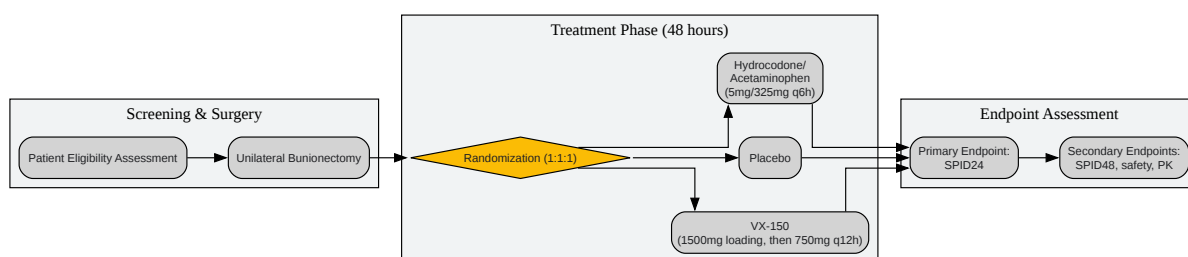 Screening & Surgery
Patient Eligibility Assessment
Unilateral Bunionectomy
Treatment Phase (48 hours)
Randomization (1:1:1)
Hydrocodone/
Acetaminophen
(5mg/325mg q6h)
Placebo
VX-150
(1500mg loading, then 750mg q12h)
Endpoint Assessment
Primary Endpoint:
SPID24
Secondary Endpoints:
SPID48, safety, PK